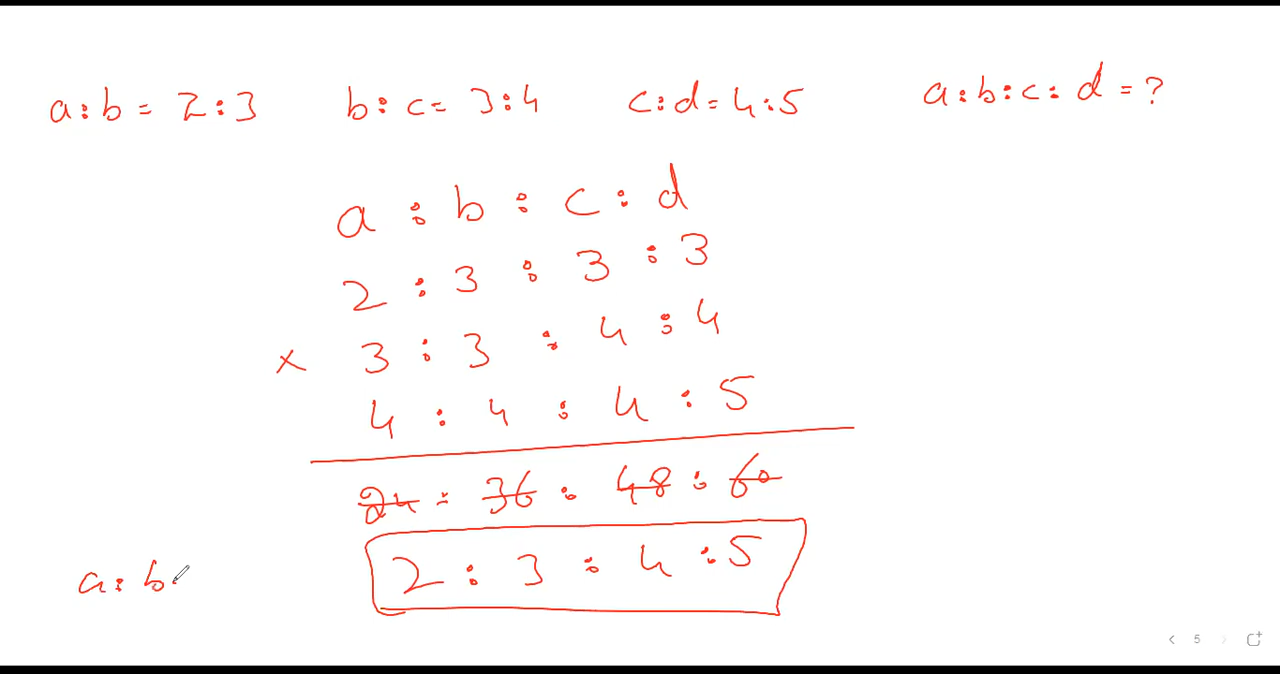 a:b = 2:3 b:c = 3:4 c:d = 4:5 a:b:c:d = ?
a : b : c : d
2 : 3 : 3 : 3
× 3 : 3 : 4 : 4
4 : 4 : 4 : 5
24 : 36 : 48 : 60
2 : 3 : 4 : 5
a:b
< 5 >